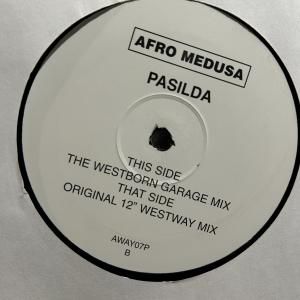 AFRO MEDUSA
PASILDA
THIS SIDE
THE WESTBORN GARAGE MIX
THAT SIDE
ORIGINAL 12" WESTWAY MIX
AWAY07P
B